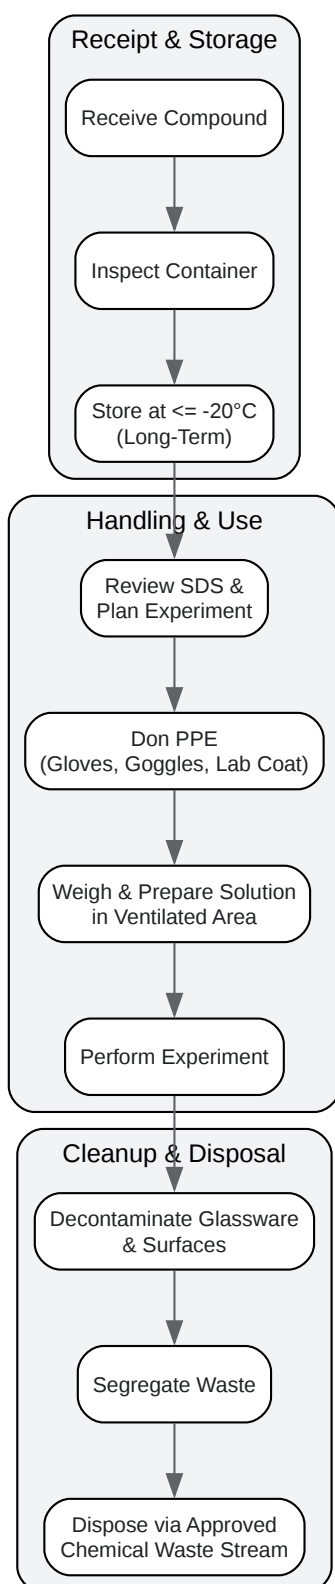 Receipt & Storage
Receive Compound
Inspect Container
Store at <= -20°C
(Long-Term)
Handling & Use
Review SDS &
Plan Experiment
Don PPE
(Gloves, Goggles, Lab Coat)
Weigh & Prepare Solution
in Ventilated Area
Perform Experiment
Cleanup & Disposal
Decontaminate Glassware
& Surfaces
Segregate Waste
Dispose via Approved
Chemical Waste Stream